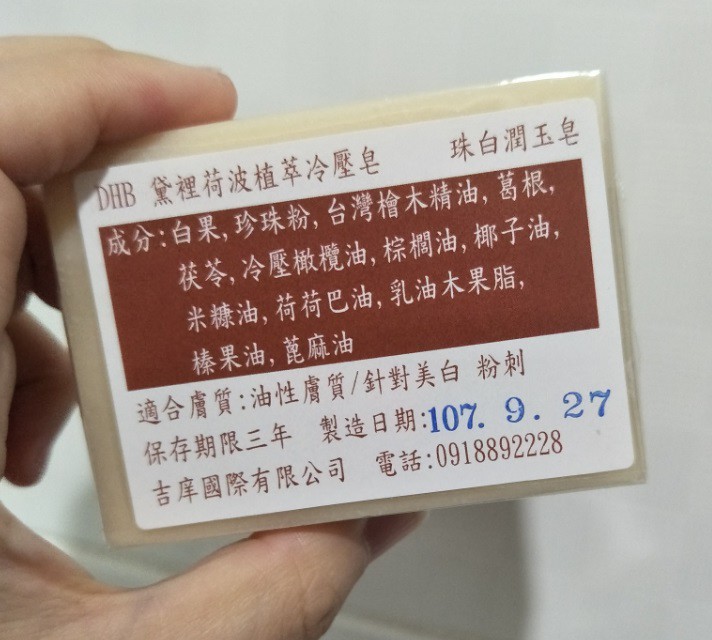 DHB 黛裡荷波植萃冷壓皂 珠白潤玉皂
成分:白果,珍珠粉,台灣檜木精油,葛根,
茯苓,冷壓橄欖油,棕櫚油,椰子油,
米糠油,荷荷巴油,乳油木果脂,
榛果油,蓖麻油
適合膚質:油性膚質/針對美白 粉刺
保存期限三年 製造日期:107. 9. 27
吉庠國際有限公司 電話:0918892228